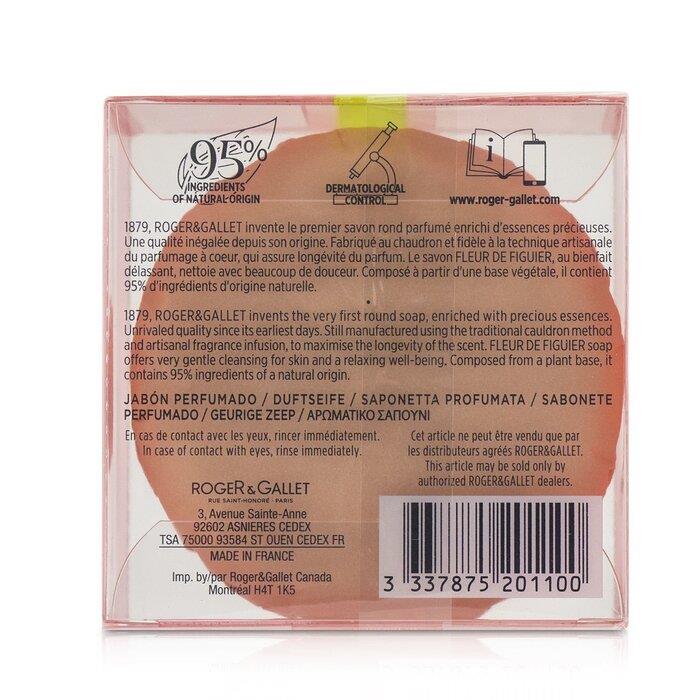 95%
INGREDIENTS
OF NATURAL ORIGIN
DERMATOLOGICAL
CONTROL
i
www.roger-gallet.com
1879, ROGER&GALLET invente le premier savon rond parfumé enrichi d'essences précieuses.
Une qualité inégalée depuis son origine. Fabriqué au chaudron et fidèle à la technique artisanale
du parfumage à coeur, qui assure longévité du parfum. Le savon FLEUR DE FIGUIER, au bienfait
délassant, nettoie avec beaucoup de douceur. Composé à partir d'une base végétale, il contient
95% d'ingrédients d'origine naturelle.
•
1879, ROGER&GALLET invents the very first round soap, enriched with precious essences.
Unrivaled quality since its earliest days. Still manufactured using the traditional cauldron method
and artisanal fragrance infusion, to maximise the longevity of the scent. FLEUR DE FIGUIER soap
offers very gentle cleansing for skin and a relaxing well-being. Composed from a plant base, it
contains 95% ingredients of a natural origin.
JABÓN PERFUMADO / DUFTSEIFE / SAPONETTA PROFUMATA / SABONETE
PERFUMADO / GEURIGE ZEEP / ΑΡΩΜΑΤΙΚΟ ΣΑΠΟΥΝΙ
En cas de contact avec les yeux, rincer immédiatement.
In case of contact with eyes, rinse immediately.
Cet article ne peut être vendu que par
les distributeurs agréés ROGER&GALLET.
This article may be sold only by
authorized ROGER&GALLET dealers.
ROGER&GALLET
RUE SAINT-HONORÉ - PARIS
3, Avenue Sainte-Anne
92602 ASNIERES CEDEX
TSA 75000 93584 ST OUEN CEDEX FR
MADE IN FRANCE
Imp. by/par Roger&Gallet Canada
Montréal H4T 1K5
3 337875 201100